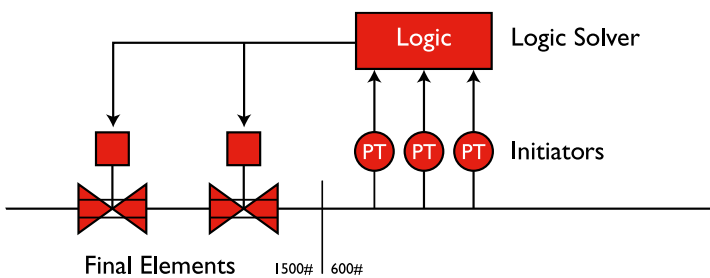 Logic
Logic Solver
PT PT PT
Initiators
Final Elements
1500# 600#